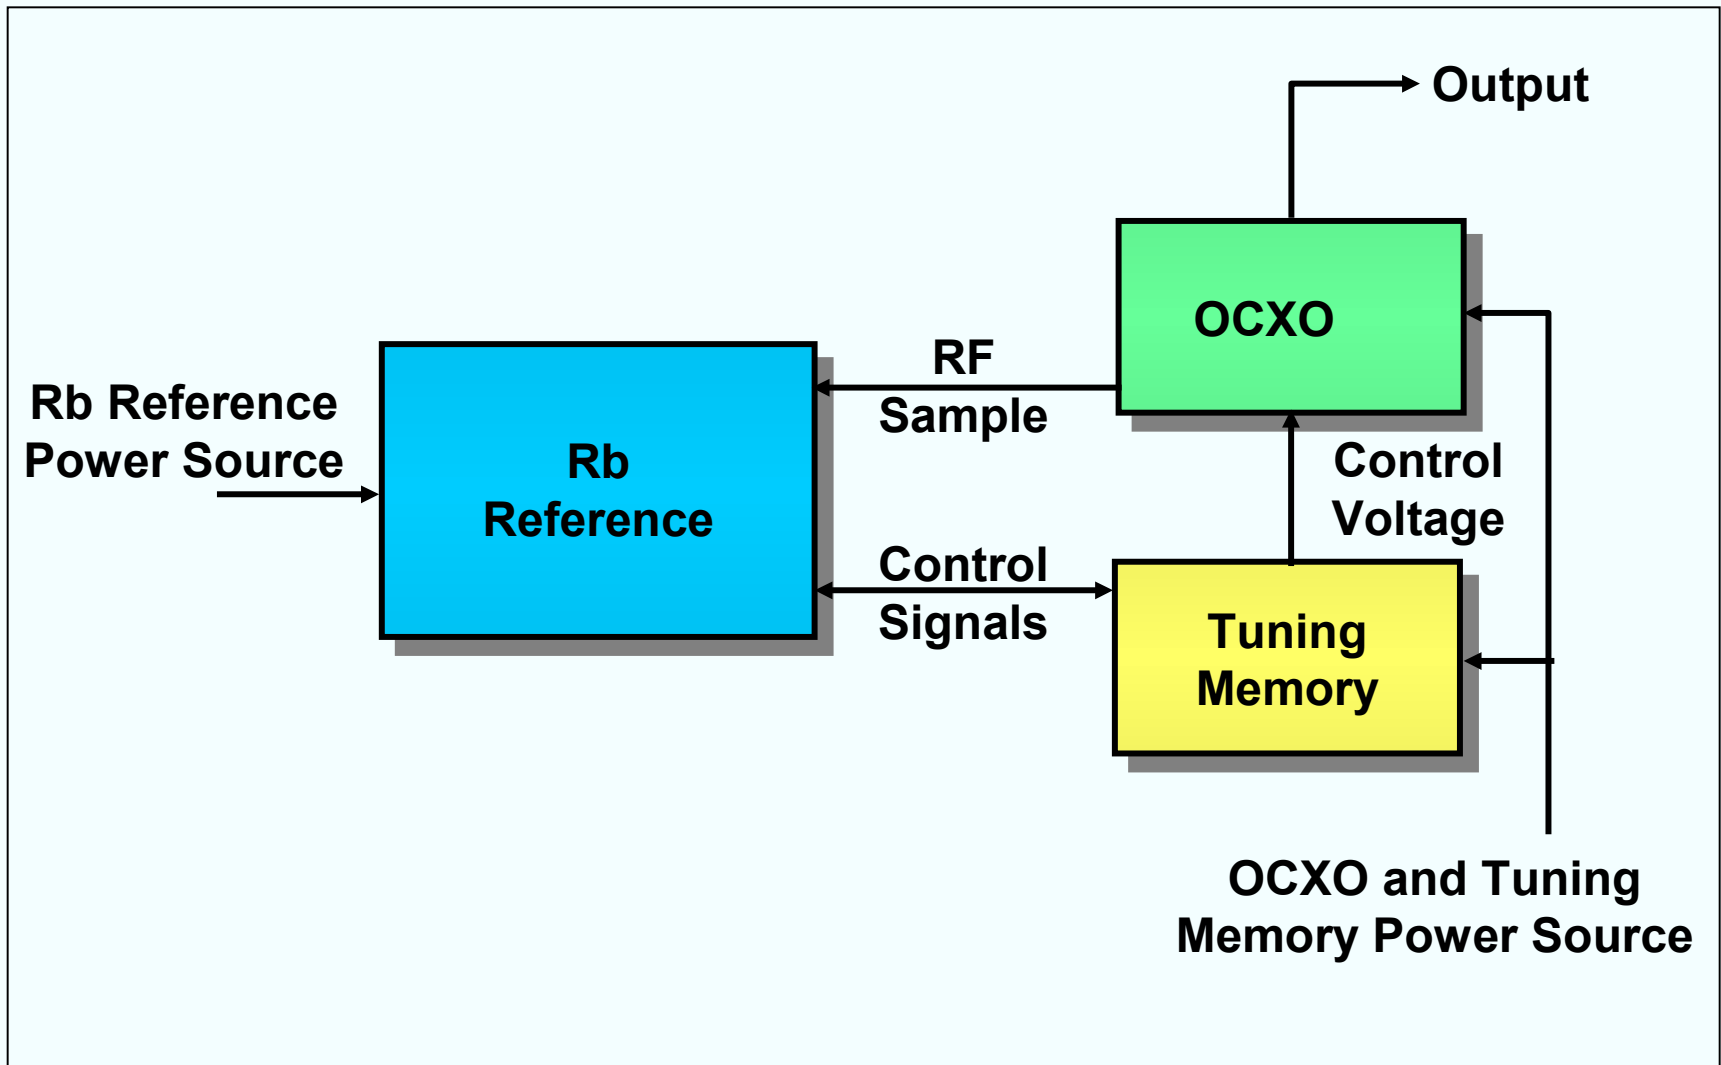 Output
OCXO
RF
Sample
Rb Reference
Power Source
Rb
Reference
Control
Voltage
Control
Signals
Tuning
Memory
OCXO and Tuning
Memory Power Source